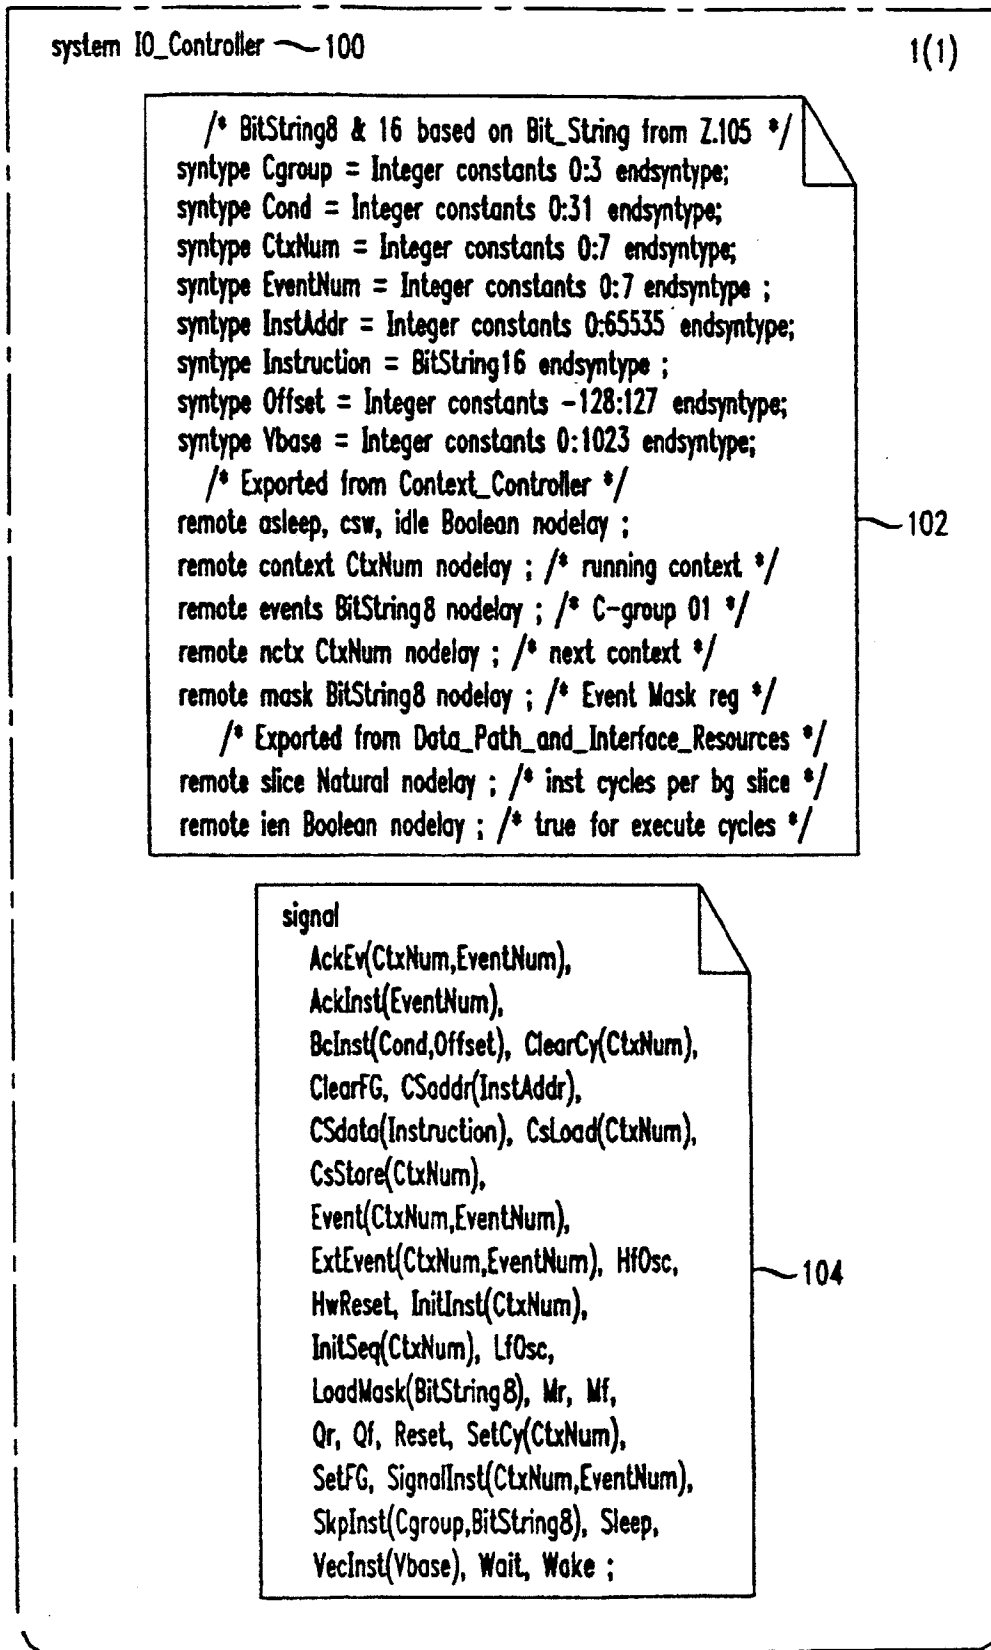 system IO_Controller 100 1(1)
/* BitString8 & 16 based on Bit_String from Z.105 */
syntype Cgroup = Integer constants 0:3 endsyntype;
syntype Cond = Integer constants 0:31 endsyntype;
syntype CtxNum = Integer constants 0:7 endsyntype;
syntype EventNum = Integer constants 0:7 endsyntype ;
syntype InstAddr = Integer constants 0:65535 endsyntype;
syntype Instruction = BitString16 endsyntype ;
syntype Offset = Integer constants -128:127 endsyntype;
syntype Vbase = Integer constants 0:1023 endsyntype;
/* Exported from Context_Controller */
remote asleep, csw, idle Boolean nodelay ;
102
remote context CtxNum nodelay ; /* running context */
remote events BitString8 nodelay ; /* C-group 01 */
remote nctx CtxNum nodelay ; /* next context */
remote mask BitString8 nodelay ; /* Event Mask reg */
/* Exported from Data_Path_and_Interface_Resources */
remote slice Natural nodelay ; /* inst cycles per bg slice */
remote ien Boolean nodelay ; /* true for execute cycles */
signal
AckEv(CtxNum,EventNum),
AckInst(EventNum),
BcInst(Cond,Offset), ClearCy(CtxNum),
ClearFG, CSaddr(InstAddr),
CSdata(Instruction), CsLoad(CtxNum),
CsStore(CtxNum),
Event(CtxNum,EventNum),
ExtEvent(CtxNum,EventNum), HfOsc,
104
HwReset, InitInst(CtxNum),
InitSeq(CtxNum), LfOsc,
LoadMask(BitString8), Mr, Mf,
Qr, Qf, Reset, SetCy(CtxNum),
SetFG, SignalInst(CtxNum,EventNum),
SkpInst(Cgroup,BitString8), Sleep,
VecInst(Vbase), Wait, Wake ;